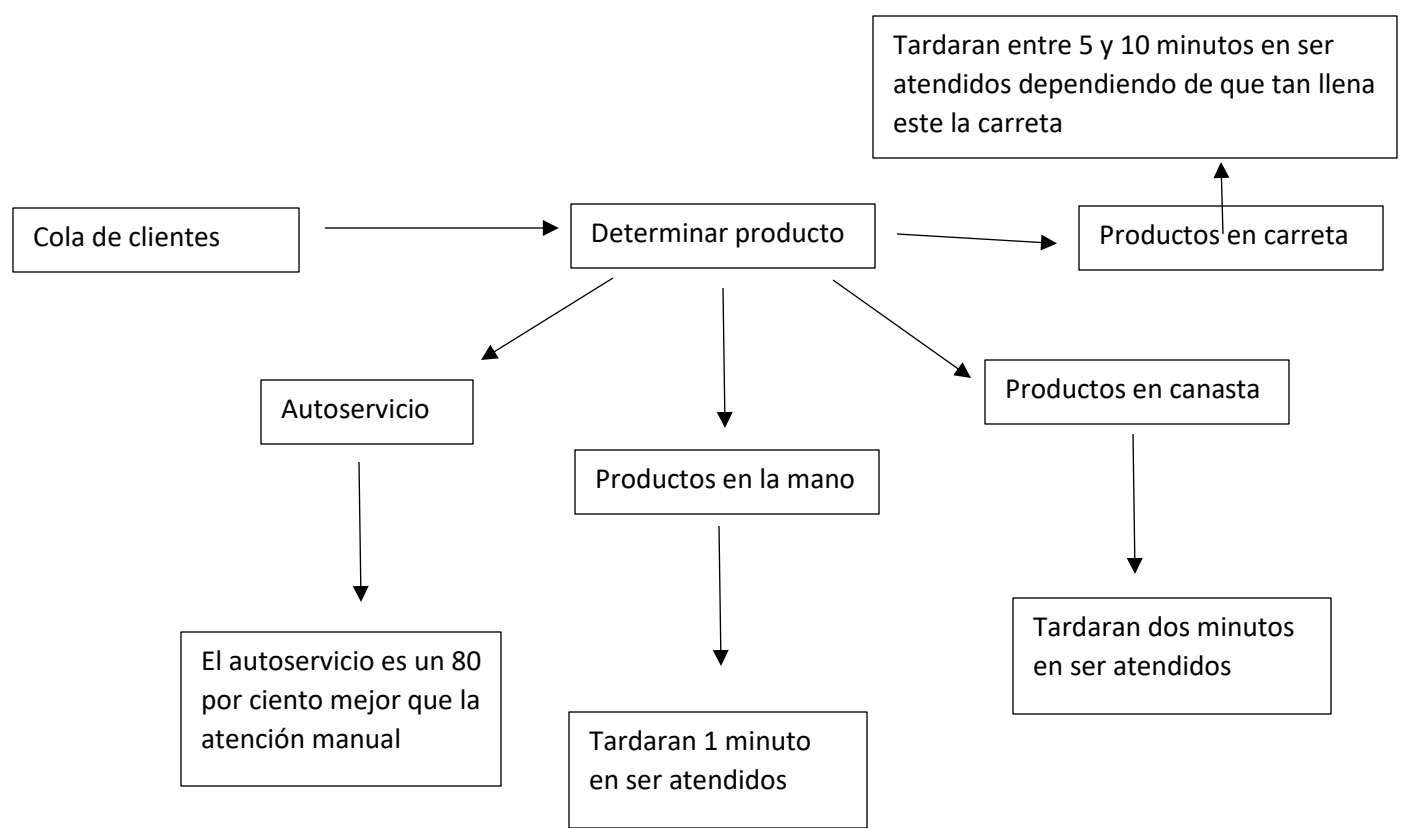 Tardaran entre 5 y 10 minutos en ser
atendidos dependiendo de que tan llena
este la carreta
Cola de clientes
Determinar producto
Productos en carreta
Autoservicio
Productos en la mano
Productos en canasta
El autoservicio es un 80
por ciento mejor que la
atención manual
Tardaran 1 minuto
en ser atendidos
Tardaran dos minutos
en ser atendidos